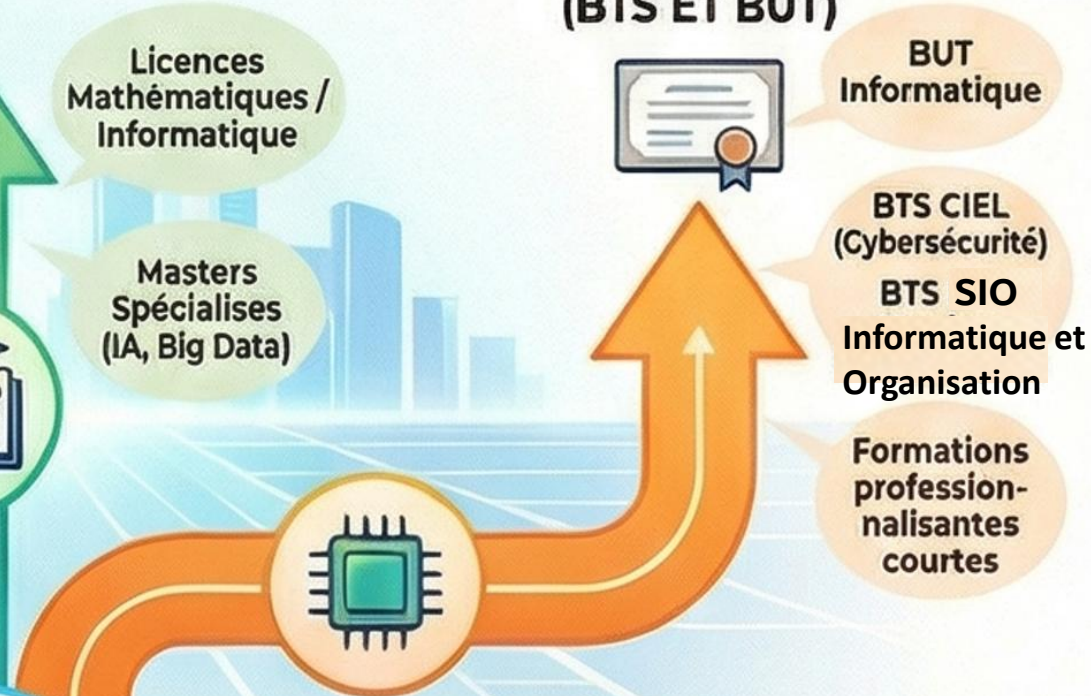 (BTS ET BUT)
Licences
Mathématiques /
Informatique
Masters
Spécialises
(IA, Big Data)
BUT
Informatique
BTS CIEL
(Cybersécurité)
BTS SIO
Informatique et
Organisation
Formations
profession-
nalisantes
courtes